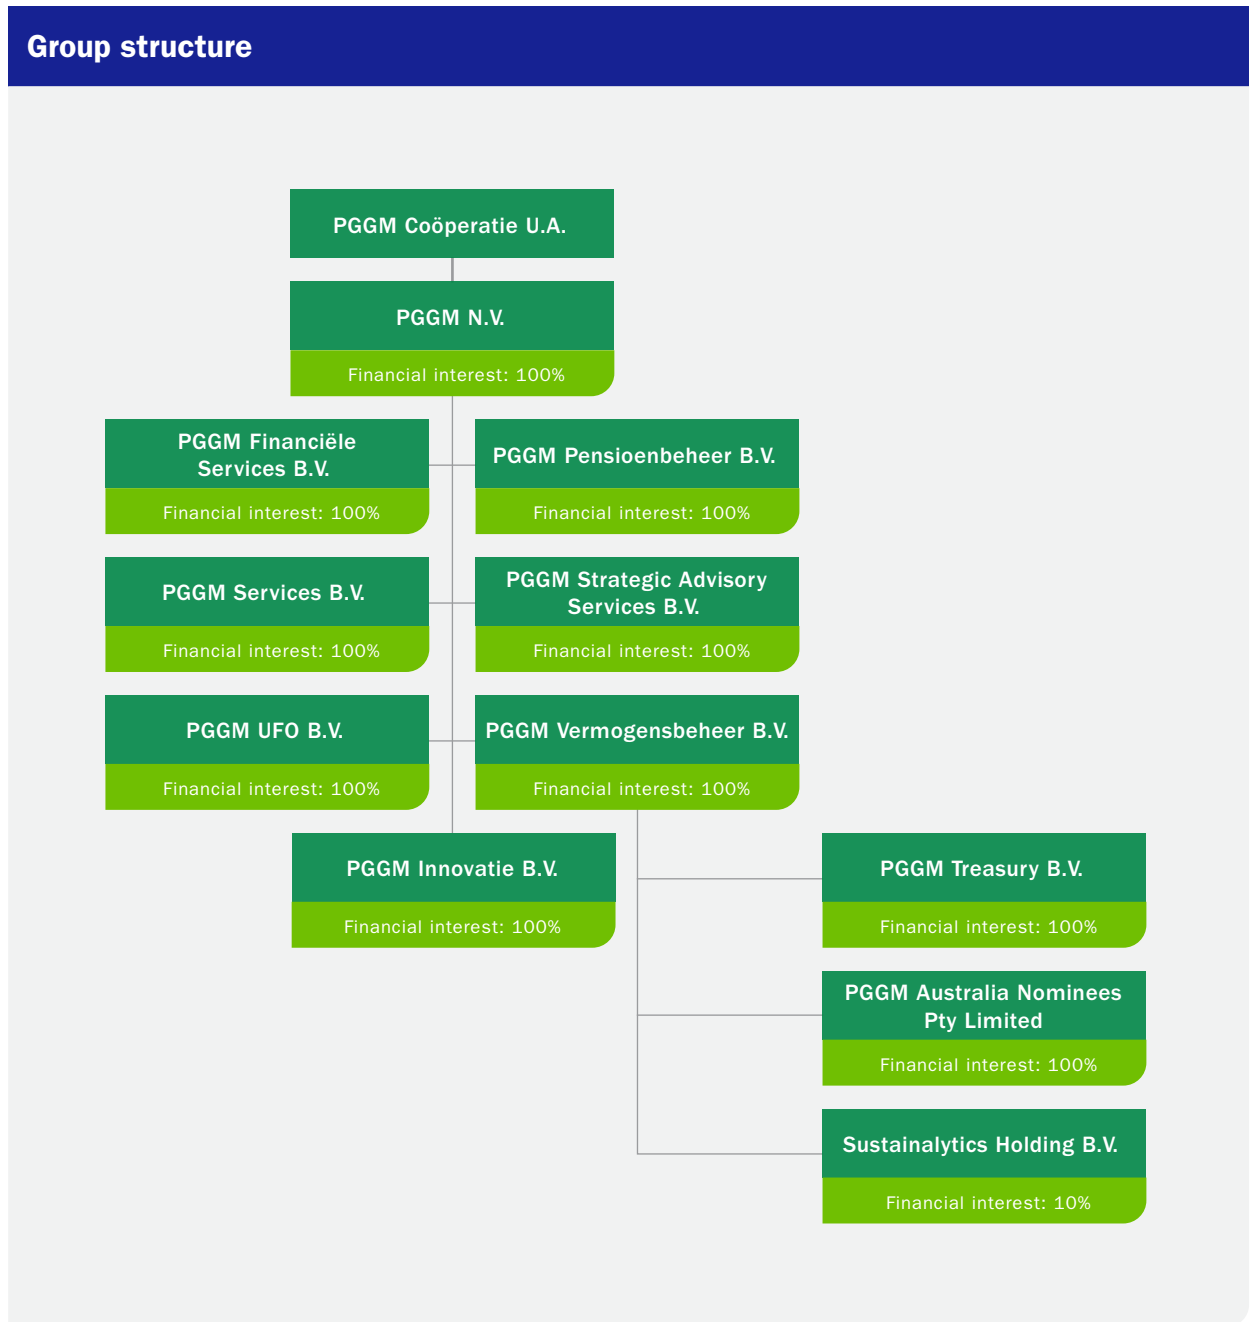 Group structure
PGGM Coöperatie U.A.
PGGM N.V.
Financial interest: 100%
PGGM Financiële
Services B.V.
Financial interest: 100%
PGGM Pensioenbeheer B.V.
Financial interest: 100%
PGGM Services B.V.
Financial interest: 100%
PGGM Strategic Advisory
Services B.V.
Financial interest: 100%
PGGM UFO B.V.
Financial interest: 100%
PGGM Vermogensbeheer B.V.
Financial interest: 100%
PGGM Innovatie B.V.
Financial interest: 100%
PGGM Treasury B.V.
Financial interest: 100%
PGGM Australia Nominees
Pty Limited
Financial interest: 100%
Sustainalytics Holding B.V.
Financial interest: 10%